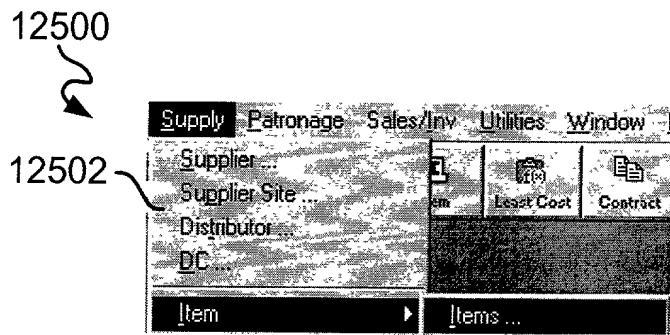 12500
Supply Patronage Sales/Inv Utilities Window
12502
Supplier ...
Supplier Site ...
Distributor ...
DC ...
Least Cost Contract
Item Items ...